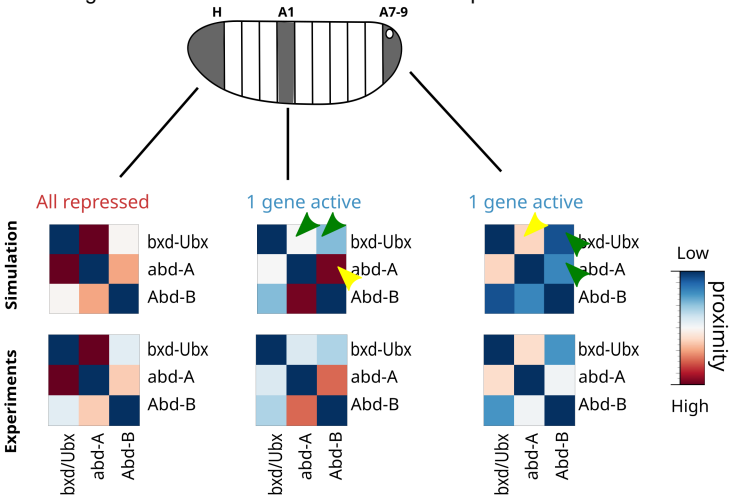 H A1 A7-9
All repressed 1 gene active 1 gene active
Simulation
bxd-Ubx
abd-A
Abd-B
bxd-Ubx
abd-A
Abd-B
bxd-Ubx
abd-A
Abd-B
Low
proximity
High
Experiments
bxd-Ubx
abd-A
Abd-B
bxd-Ubx
abd-A
Abd-B
bxd-Ubx
abd-A
Abd-B
bxd/Ubx
abd-A
Abd-B
bxd/Ubx
abd-A
Abd-B
bxd/Ubx
abd-A
Abd-B